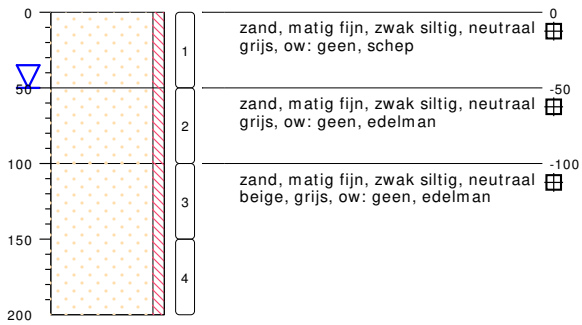 0
50
100
150
200
1
2
3
4
0
zand, matig fijn, zwak siltig, neutraal
grijs, ow: geen, schep
-50
zand, matig fijn, zwak siltig, neutraal
grijs, ow: geen, edelman
-100
zand, matig fijn, zwak siltig, neutraal
beige, grijs, ow: geen, edelman